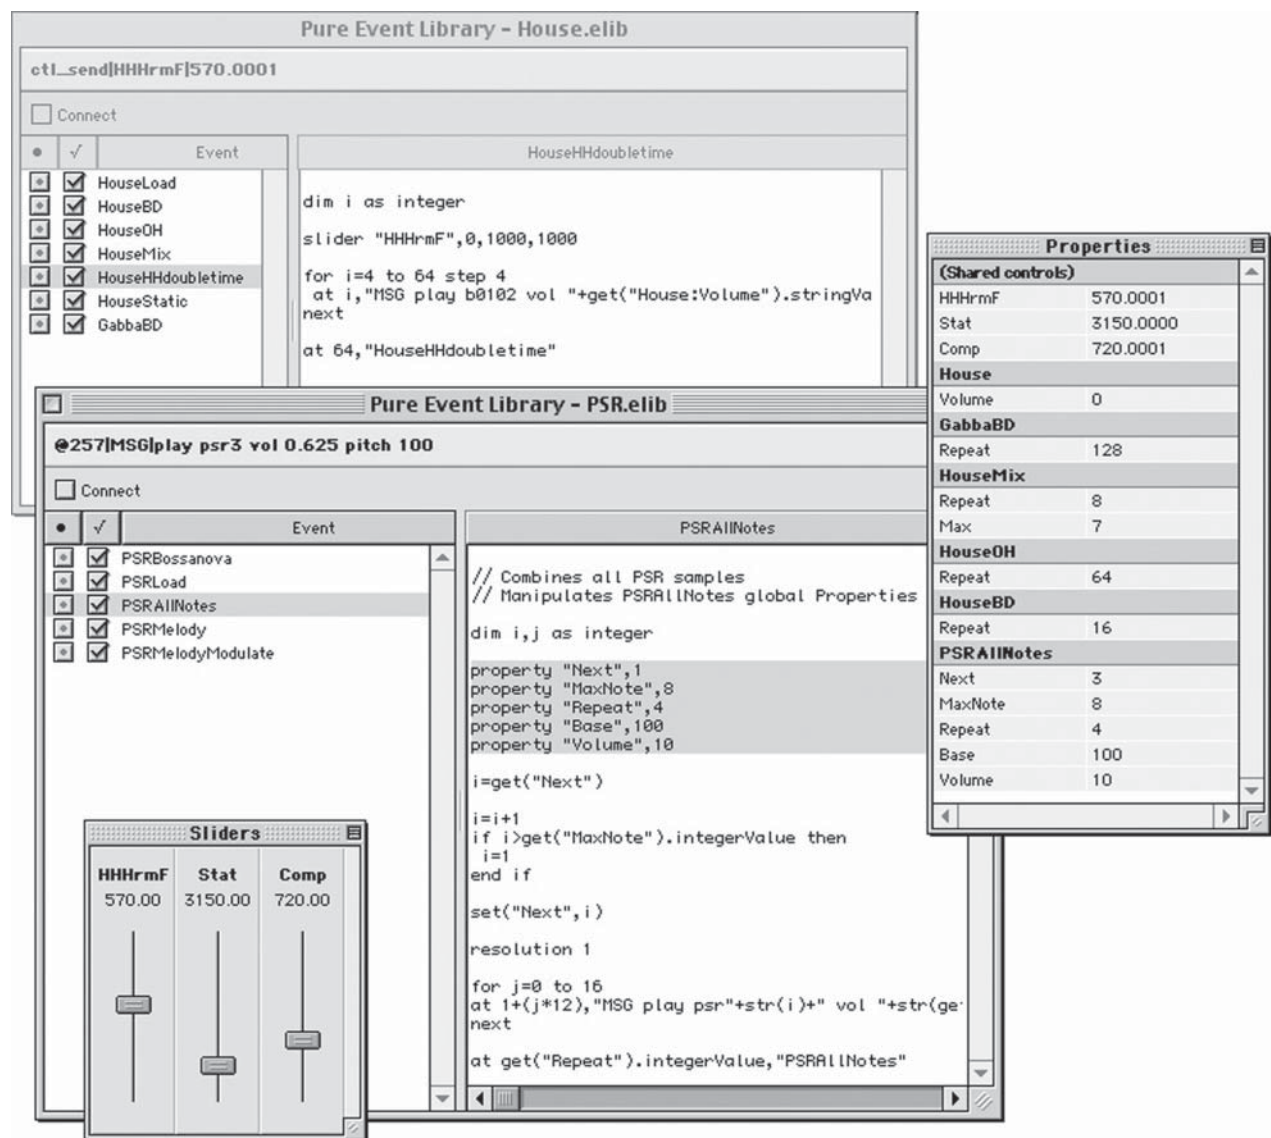 Pure Event Library - House.elib
ctl_send|HHHrmF|570.0001
Connect
Event
HouseHHdoubletime
HouseLoad
HouseBD
HouseOH
HouseMix
HouseHHdoubletime
HouseStatic
GabbaBD
dim i as integer
slider "HHHrmF",0,1000,1000
for i=4 to 64 step 4
at i,"MSG play b0102 vol "+get("House:Volume").stringVa
next
at 64,"HouseHHdoubletime"
Pure Event Library - PSR.elib
@257|MSG|play psr3 vol 0.625 pitch 100
Connect
Event
PSRAllNotes
PSRBossanova
PSRLoad
PSRAllNotes
PSRMelody
PSRMelodyModulate
// Combines all PSR samples
// Manipulates PSRAllNotes global Properties
dim i,j as integer
property "Next",1
property "MaxNote",8
property "Repeat",4
property "Base",100
property "Volume",10
i=get("Next")
i=i+1
if i>get("MaxNote").integerValue then
i=1
end if
set("Next",i)
resolution 1
for j=0 to 16
at 1+(j*12),"MSG play psr"+str(i)+" vol "+str(ge
next
at get("Repeat").integerValue,"PSRAllNotes"
Sliders
HHHrmF Stat Comp
570.00 3150.00 720.00
Properties
(Shared controls)
HHHrmF 570.0001
Stat 3150.0000
Comp 720.0001
House
Volume 0
GabbaBD
Repeat 128
HouseMix
Repeat 8
Max 7
HouseOH
Repeat 64
HouseBD
Repeat 16
PSRAllNotes
Next 3
MaxNote 8
Repeat 4
Base 100
Volume 10